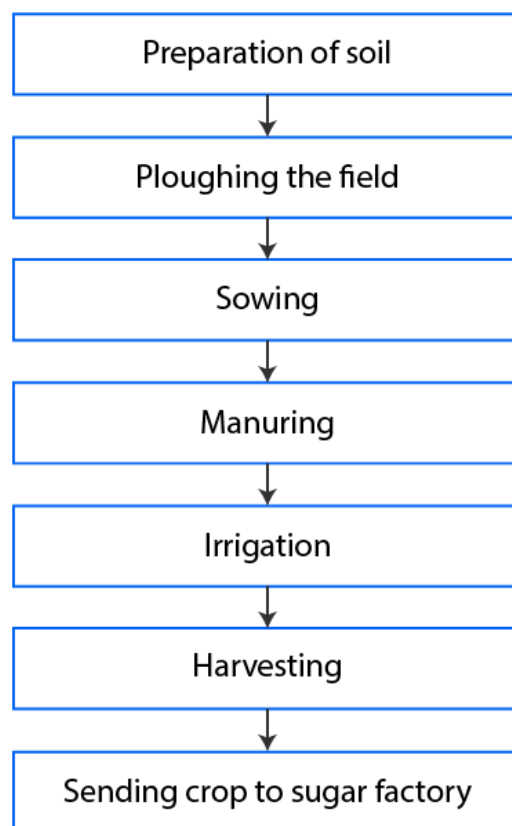 Preparation of soil
Ploughing the field
Sowing
Manuring
Irrigation
Harvesting
Sending crop to sugar factory